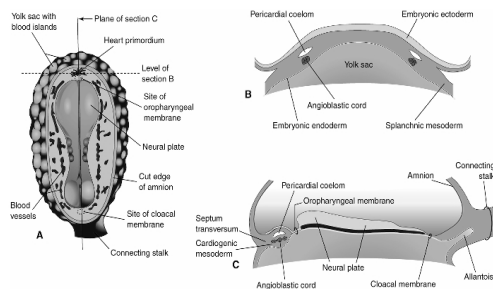 Yolk sac with
blood islands
Plane of section C
Heart primordium
Level of
section B
Site of
oropharyngeal
membrane
Neural plate
Cut edge
of amnion
Blood
vessels
Site of cloacal
membrane
A
Connecting stalk
Pericardial coelom
Embryonic ectoderm
Yolk sac
B
Angioblastic cord
Embryonic endoderm
Splanchnic mesoderm
Amnion
Connecting
stalk
Pericardial coelom
Oropharyngeal membrane
Septum
transversum
Cardiogenic
mesoderm
C
Neural plate
Allantois
Angioblastic cord
Cloacal membrane